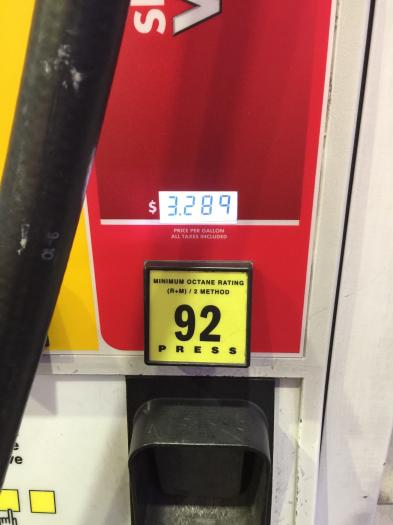 $ 3.289
PRICE PER GALLON
ALL TAXES INCLUDED
MINIMUM OCTANE RATING
(R+M) / 2 METHOD
92
PRESS